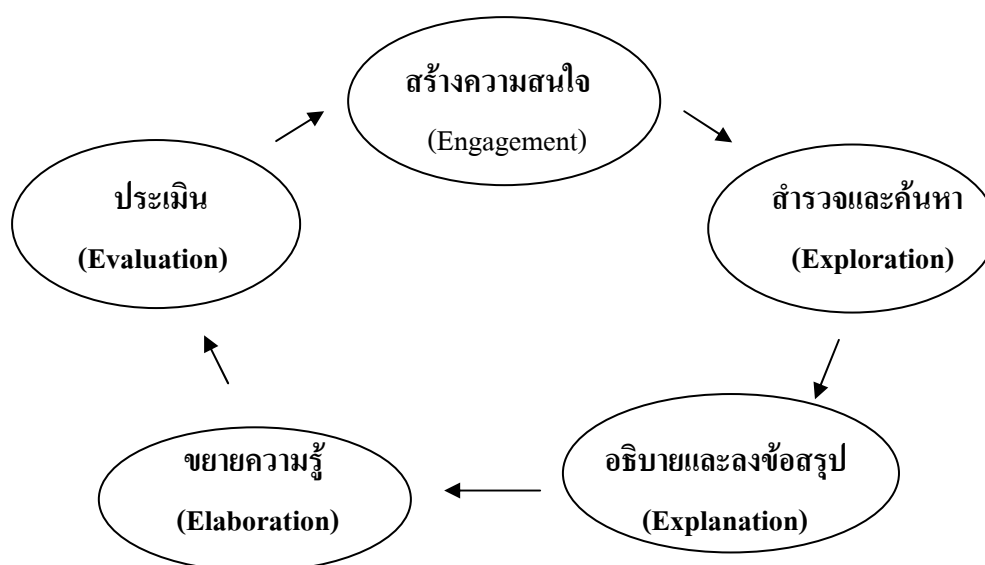 สร้างความสนใจ
(Engagement)
สำรวจและค้นหา
(Exploration)
อธิบายและลงข้อสรุป
(Explanation)
ขยายความรู้
(Elaboration)
ประเมิน
(Evaluation)